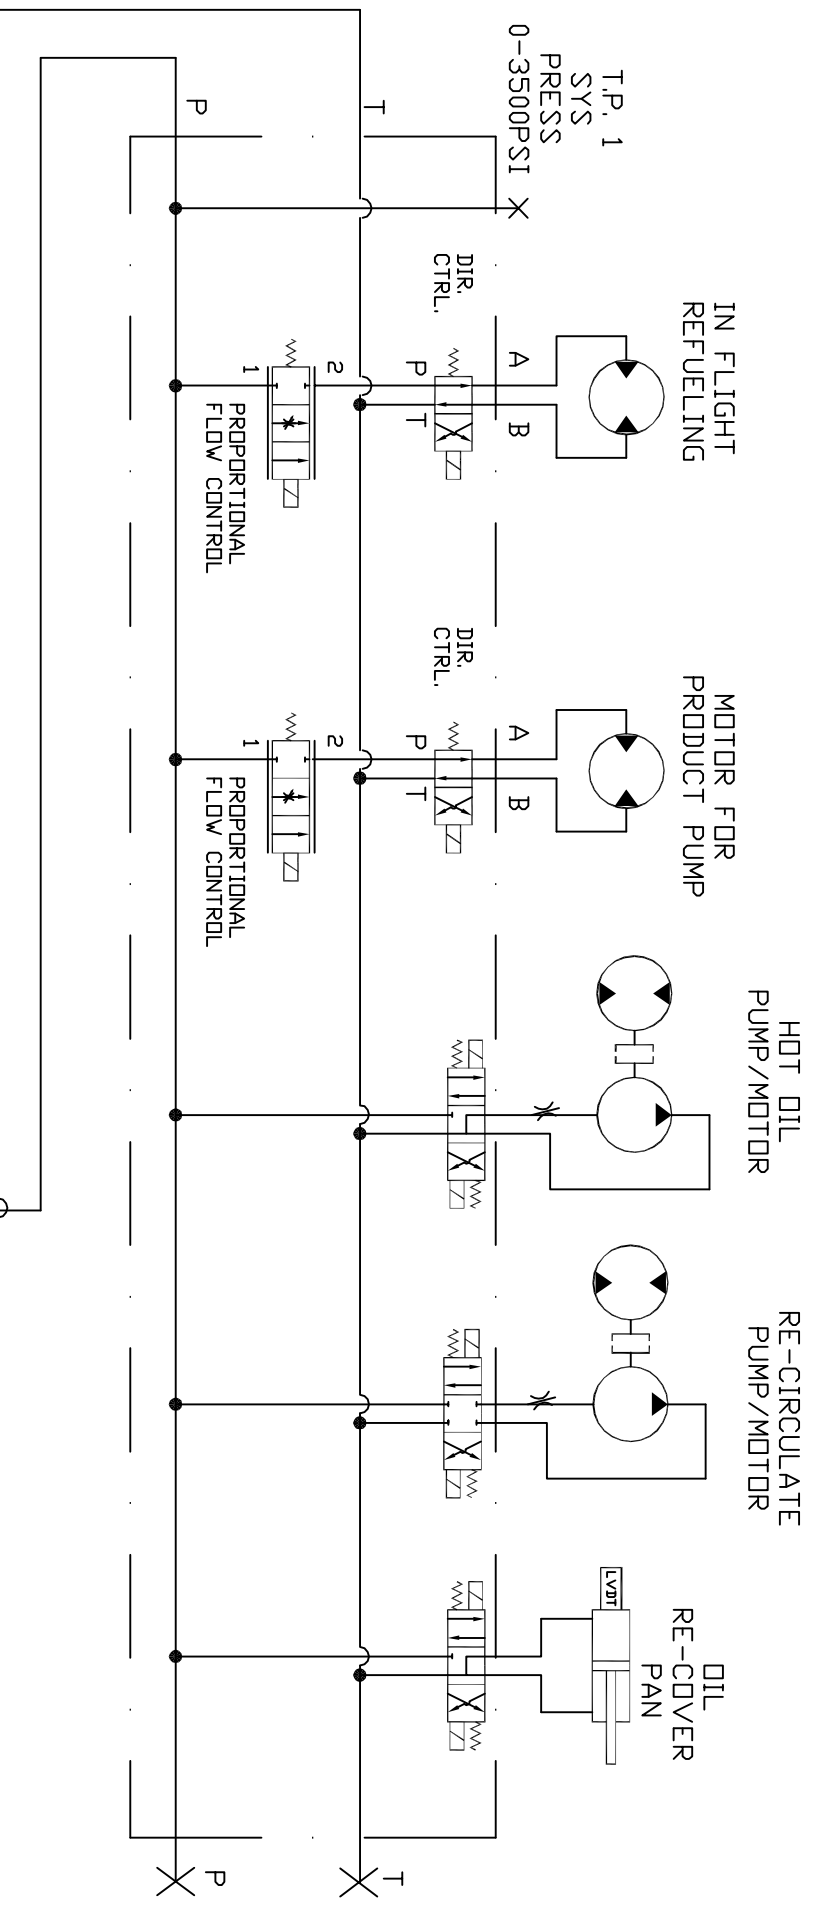 T.P. 1
SYS
PRESS
0-3500PSI
T
P
IN FLIGHT
REFUELING
DIR.
CTRL.
A
B
P
T
2
1
PROPORTIONAL
FLOW CONTROL
MOTOR FOR
PRODUCT PUMP
DIR.
CTRL.
A
B
P
T
2
1
PROPORTIONAL
FLOW CONTROL
HOT OIL
PUMP/MOTOR
RE-CIRCULATE
PUMP/MOTOR
OIL
RE-COVER
PAN
LVDT
T
P